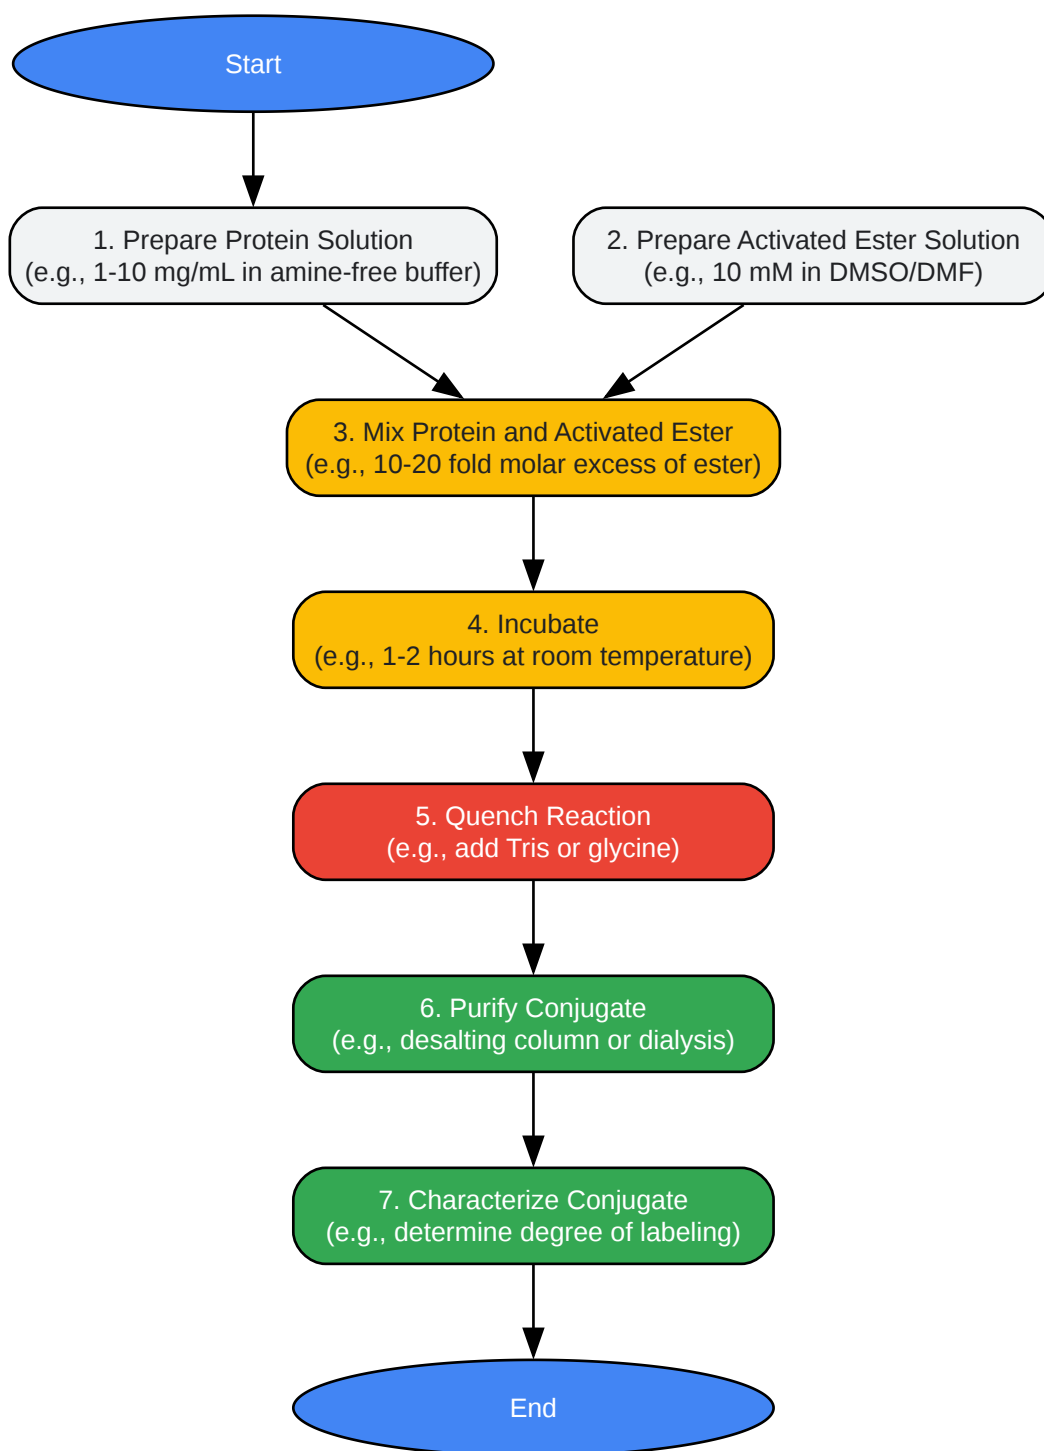 Start
1. Prepare Protein Solution
(e.g., 1-10 mg/mL in amine-free buffer)
2. Prepare Activated Ester Solution
(e.g., 10 mM in DMSO/DMF)
3. Mix Protein and Activated Ester
(e.g., 10-20 fold molar excess of ester)
4. Incubate
(e.g., 1-2 hours at room temperature)
5. Quench Reaction
(e.g., add Tris or glycine)
6. Purify Conjugate
(e.g., desalting column or dialysis)
7. Characterize Conjugate
(e.g., determine degree of labeling)
End